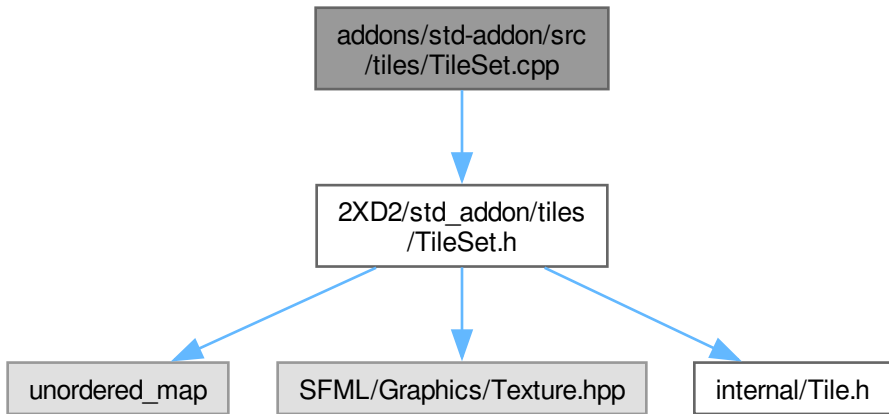 addons/std-addon/src
/tiles/TileSet.cpp
2XD2/std_addon/tiles
/TileSet.h
unordered_map
SFML/Graphics/Texture.hpp
internal/Tile.h